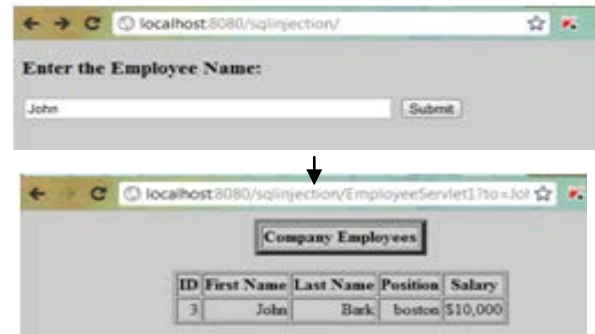 localhost:8080/sqlinjection/
Enter the Employee Name:
John Submit
localhost:8080/sqlinjection/EmployeeServlet1?to=Joh
Company Employees
ID First Name Last Name Position Salary
3 John Bark boston $10,000